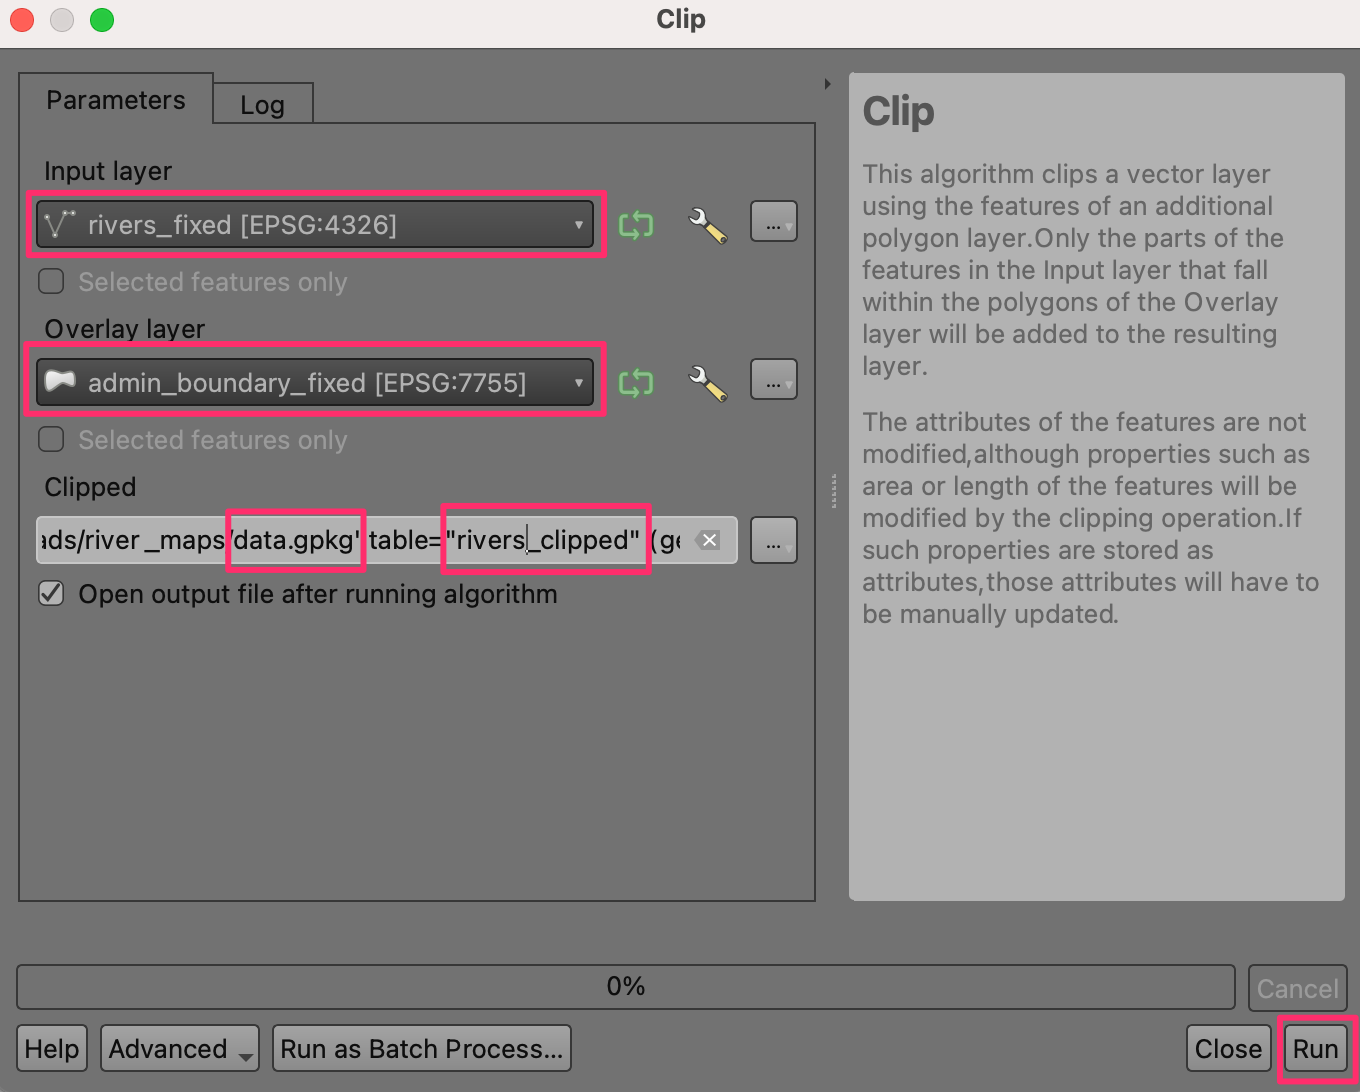 Clip
Parameters
Log
Input layer
rivers_fixed [EPSG:4326]
...
Selected features only
Overlay layer
admin_boundary_fixed [EPSG:7755]
...
Selected features only
Clipped
ads/river_maps/data.gpkg' table="rivers_clipped" (ge
...
Open output file after running algorithm
Clip
This algorithm clips a vector layer
using the features of an additional
polygon layer.Only the parts of the
features in the Input layer that fall
within the polygons of the Overlay
layer will be added to the resulting
layer.
The attributes of the features are not
modified,although properties such as
area or length of the features will be
modified by the clipping operation.If
such properties are stored as
attributes,those attributes will have to
be manually updated.
0%
Cancel
Help
Advanced
Run as Batch Process...
Close
Run